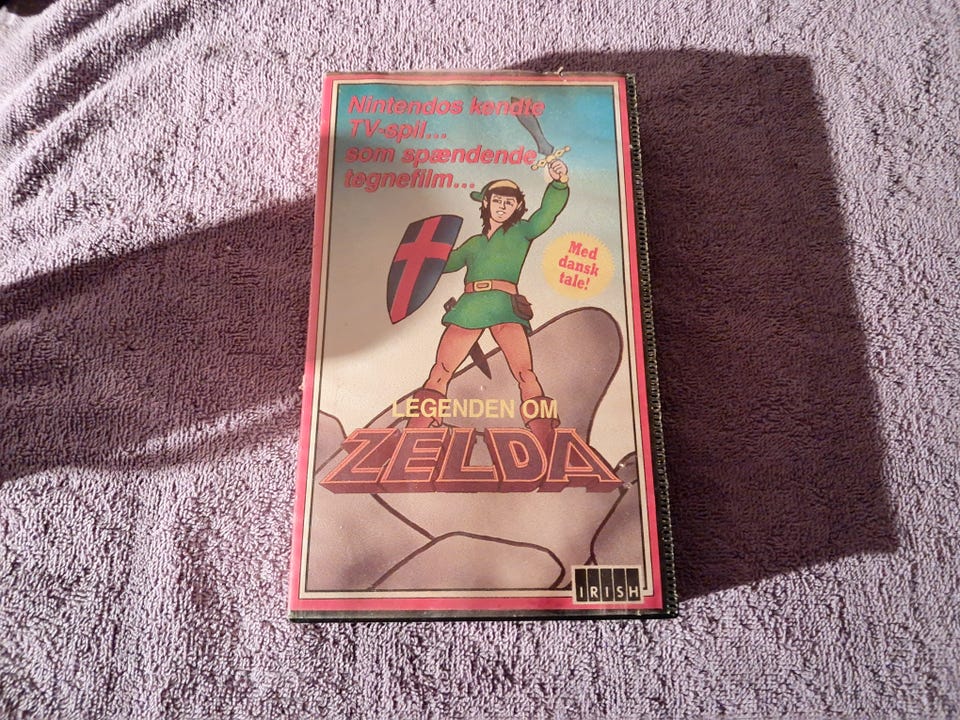 Nintendos kendte
TV-spil...
som spændende
tegnefilm...
Med
dansk
tale!
LEGENDEN OM
ZELDA
IRISH